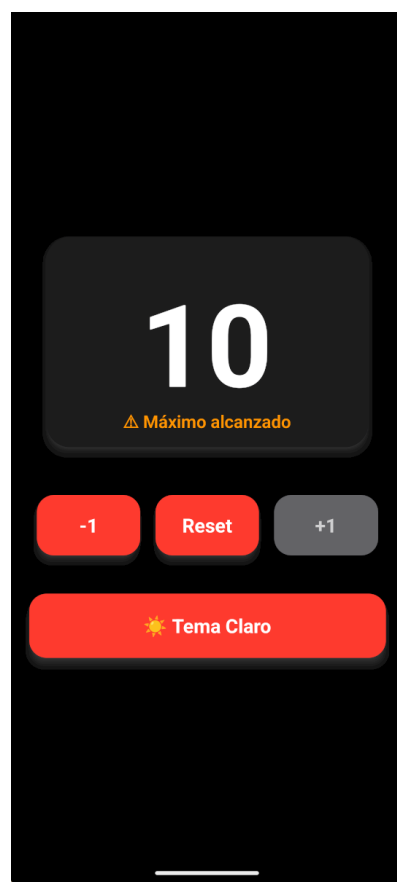 10
⚠ Máximo alcanzado
-1 Reset +1
☀️ Tema Claro